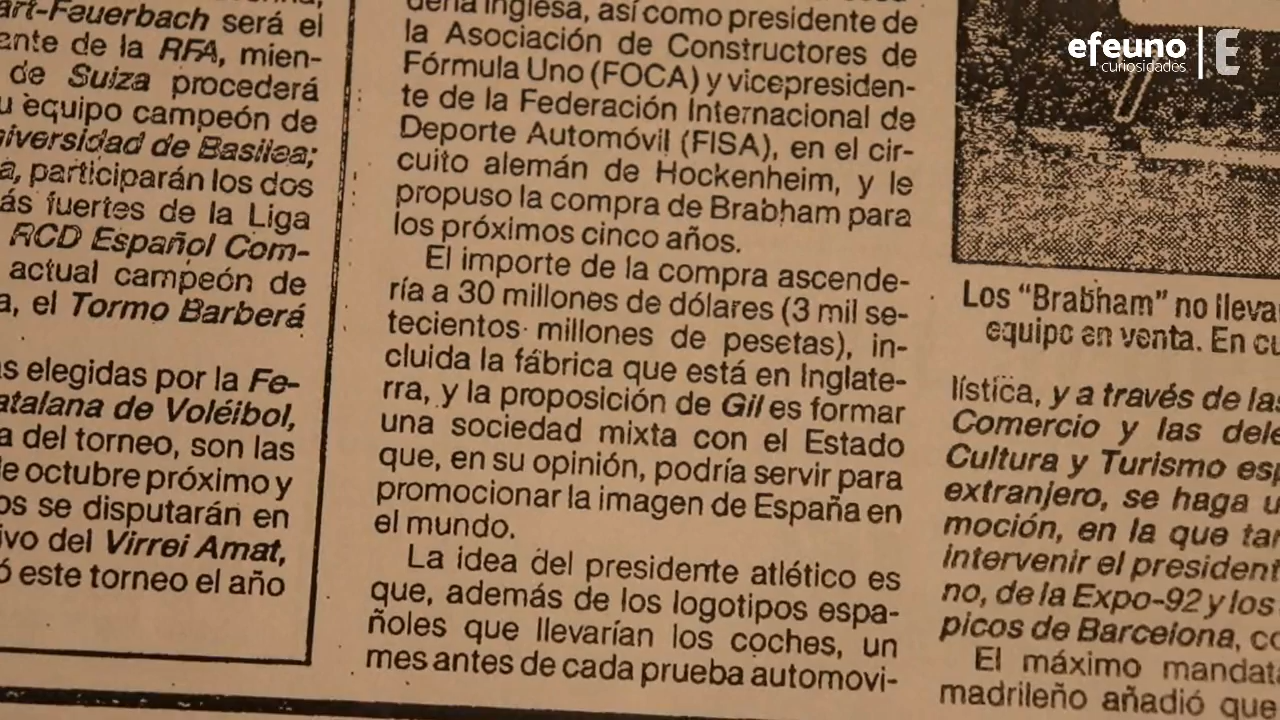 efeuno
curiosidades
E
art-Feuerbach será el
ante de la RFA, mien-
de Suiza procederá
u equipo campeón de
niversidad de Basilea;
a, participarán los dos
ás fuertes de la Liga
RCD Español Com-
actual campeón de
a, el Tormo Barberá
as elegidas por la Fe-
atalana de Voléibol,
a del torneo, son las
de octubre próximo y
os se disputarán en
ivo del Virrei Amat,
ó este torneo el año
dería inglesa, así como presidente de
la Asociación de Constructores de
Fórmula Uno (FOCA) y vicepresiden-
te de la Federación Internacional de
Deporte Automóvil (FISA), en el cir-
cuito alemán de Hockenheim, y le
propuso la compra de Brabham para
los próximos cinco años.
El importe de la compra ascende-
ría a 30 millones de dólares (3 mil se-
tecientos millones de pesetas), in-
cluida la fábrica que está en Inglate-
rra, y la proposición de Gil es formar
una sociedad mixta con el Estado
que, en su opinión, podría servir para
promocionar la imagen de España en
el mundo.
La idea del presidente atlético es
que, además de los logotipos espa-
ñoles que llevarían los coches, un
mes antes de cada prueba automovi-
Los "Brabham" no lleva
equipo en venta. En cu
lística, y a través de las
Comercio y las dele
Cultura y Turismo esp
extranjero, se haga u
moción, en la que tam
intervenir el president
no, de la Expo-92 y los
picos de Barcelona, co
El máximo mandata
madrileño añadió que